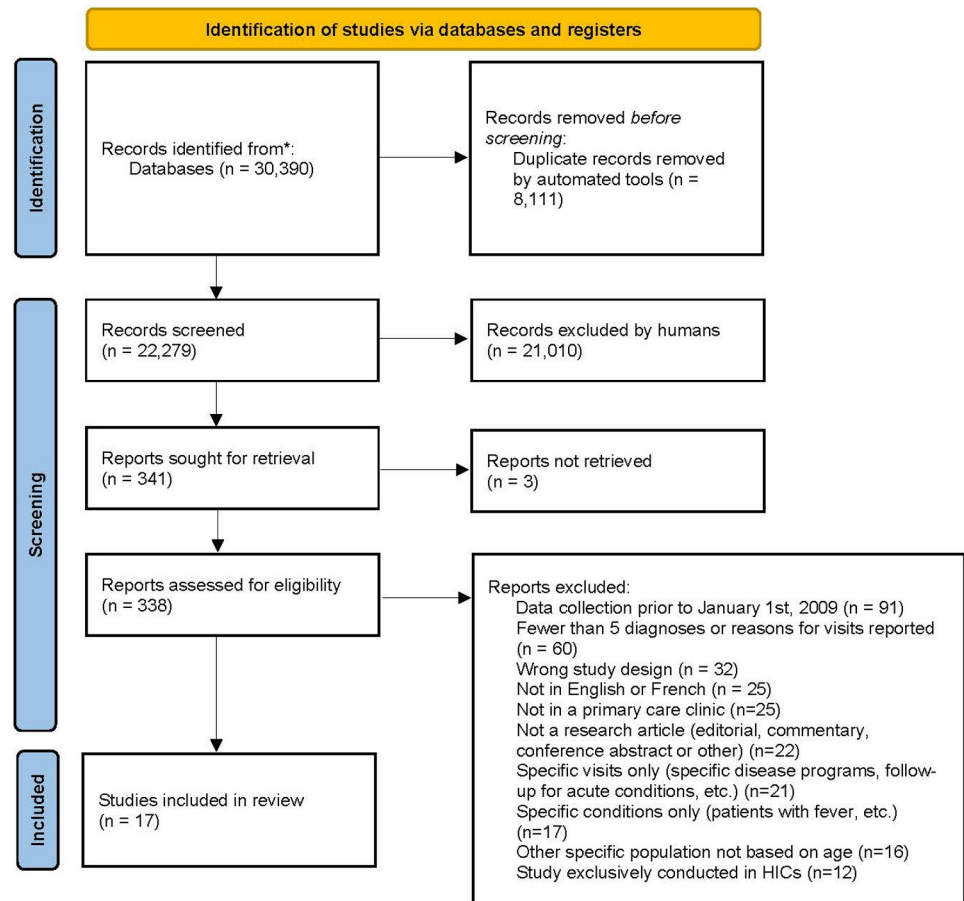 Identification of studies via databases and registers
Identification
Records identified from*:
Databases (n = 30,390)
Records removed before
screening:
Duplicate records removed
by automated tools (n =
8,111)
Screening
Records screened
(n = 22,279)
Records excluded by humans
(n = 21,010)
Reports sought for retrieval
(n = 341)
Reports not retrieved
(n = 3)
Reports assessed for eligibility
(n = 338)
Reports excluded:
Data collection prior to January 1st, 2009 (n = 91)
Fewer than 5 diagnoses or reasons for visits reported
(n = 60)
Wrong study design (n = 32)
Not in English or French (n = 25)
Not in a primary care clinic (n=25)
Not a research article (editorial, commentary,
conference abstract or other) (n=22)
Specific visits only (specific disease programs, follow-
up for acute conditions, etc.) (n=21)
Specific conditions only (patients with fever, etc.)
(n=17)
Other specific population not based on age (n=16)
Study exclusively conducted in HICs (n=12)
Included
Studies included in review
(n = 17)